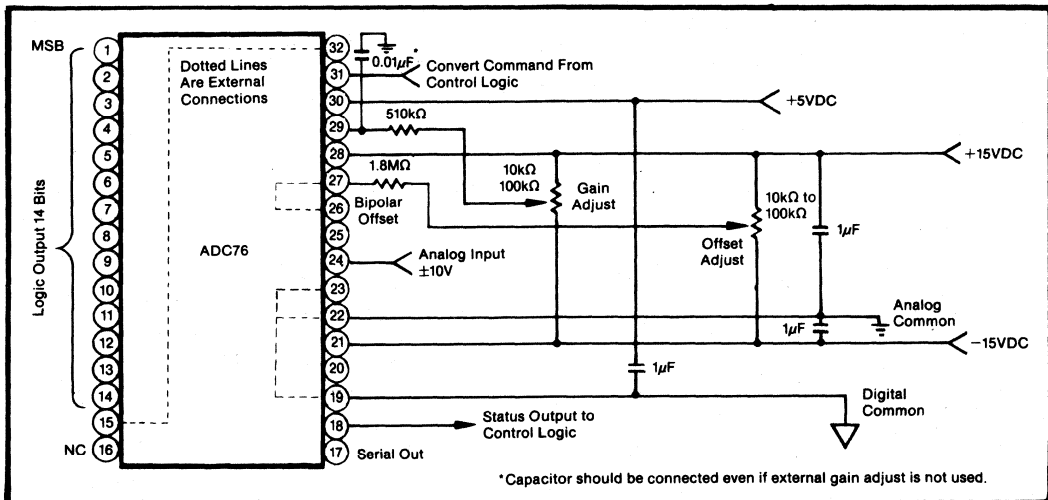 MSB
1
2
3
4
5
6
7
8
9
10
11
12
13
14
15
NC 16
Logic Output 14 Bits
Dotted Lines
Are External
Connections
ADC76
32
31
30
29
28
27
26
25
24
23
22
21
20
19
18
17 Serial Out
0.01μF*
Convert Command From
Control Logic
+5VDC
510kΩ
+15VDC
1.8MΩ
Bipolar
Offset
10kΩ
100kΩ
Gain
Adjust
10kΩ to
100kΩ
Offset
Adjust
1μF
Analog Input
±10V
Analog
Common
1μF
−15VDC
1μF
Digital
Common
Status Output to
Control Logic
*Capacitor should be connected even if external gain adjust is not used.